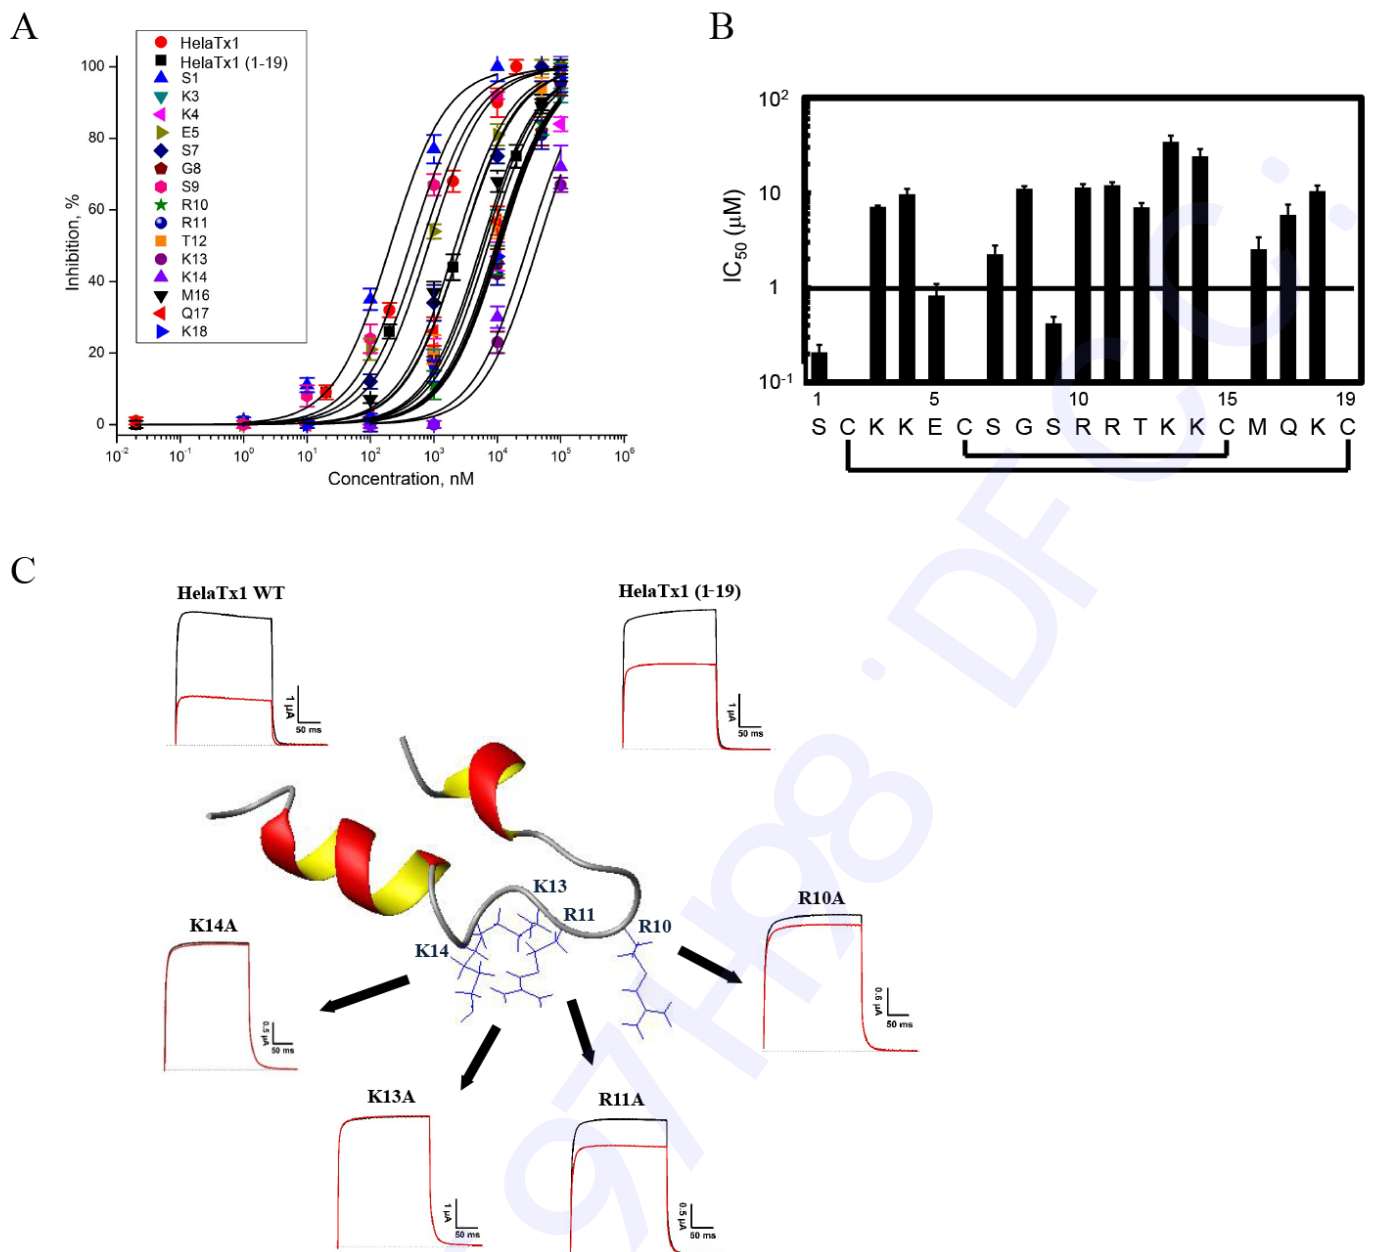 A
HelaTx1
HelaTx1 (1-19)
S1
K3
K4
E5
S7
G8
S9
R10
R11
T12
K13
K14
M16
Q17
K18
100
80
60
40
20
0
Inhibition, %
10-2 10-1 100 101 102 103 104 105 106
Concentration, nM
B
102
10
1
10-1
IC50 (μM)
1 5 10 15 19
S C K K E C S G S R R T K K C M Q K C
C
HelaTx1 WT
1 μA
50 ms
HelaTx1 (1-19)
1 μA
50 ms
K13
R11
R10
K14
K14A
0.5 μA
50 ms
R10A
0.6 μA
50 ms
K13A
1 μA
50 ms
R11A
0.5 μA
50 ms